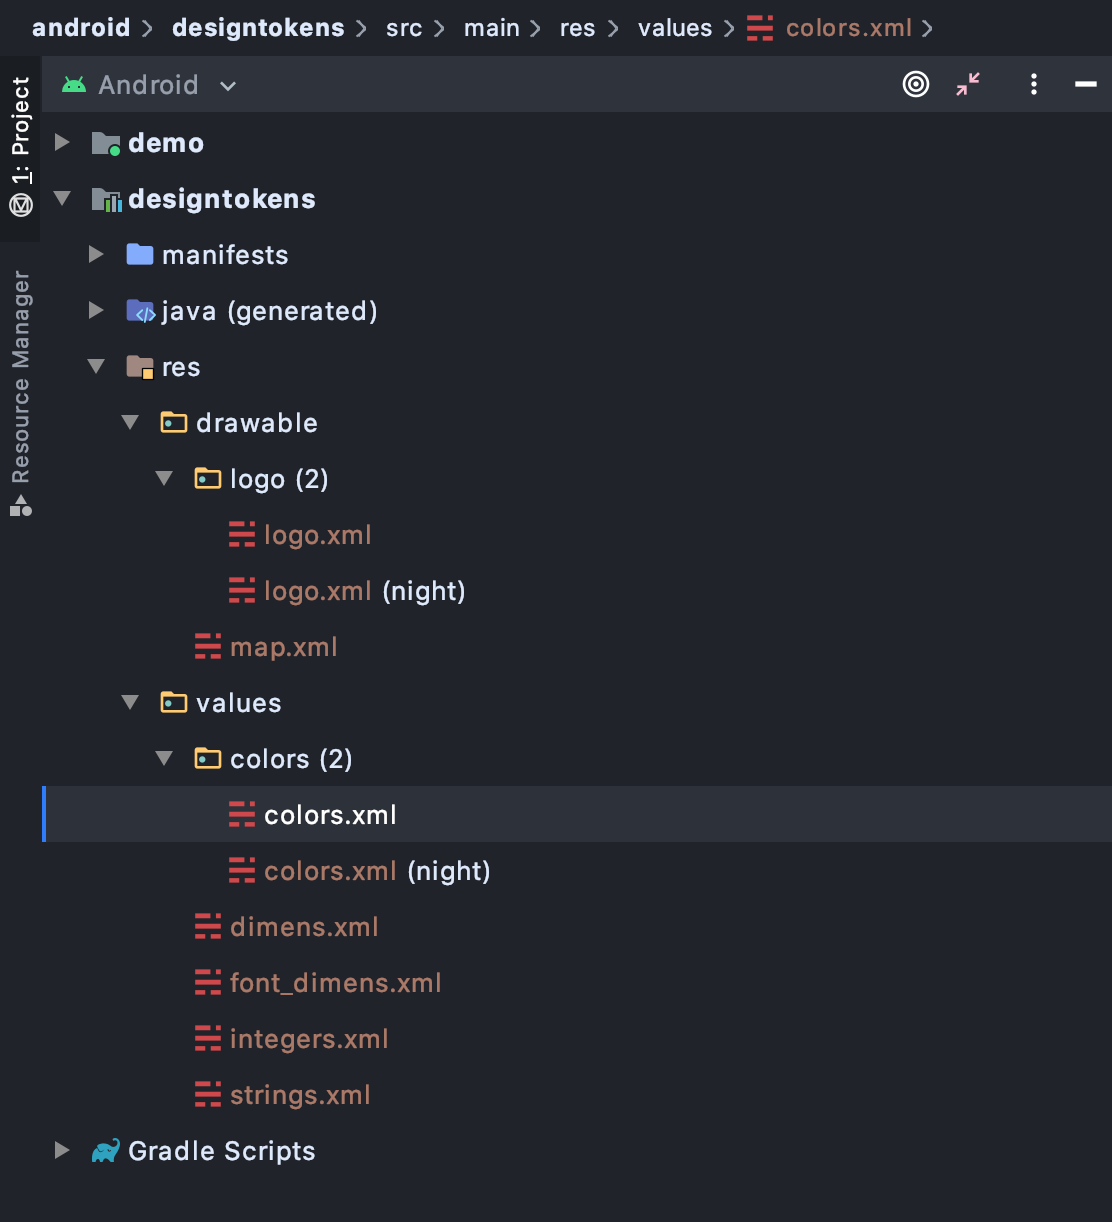 android > designtokens > src > main > res > values > colors.xml >
Android
1: Project
Resource Manager
demo
designtokens
manifests
java (generated)
res
drawable
logo (2)
logo.xml
logo.xml (night)
map.xml
values
colors (2)
colors.xml
colors.xml (night)
dimens.xml
font_dimens.xml
integers.xml
strings.xml
Gradle Scripts